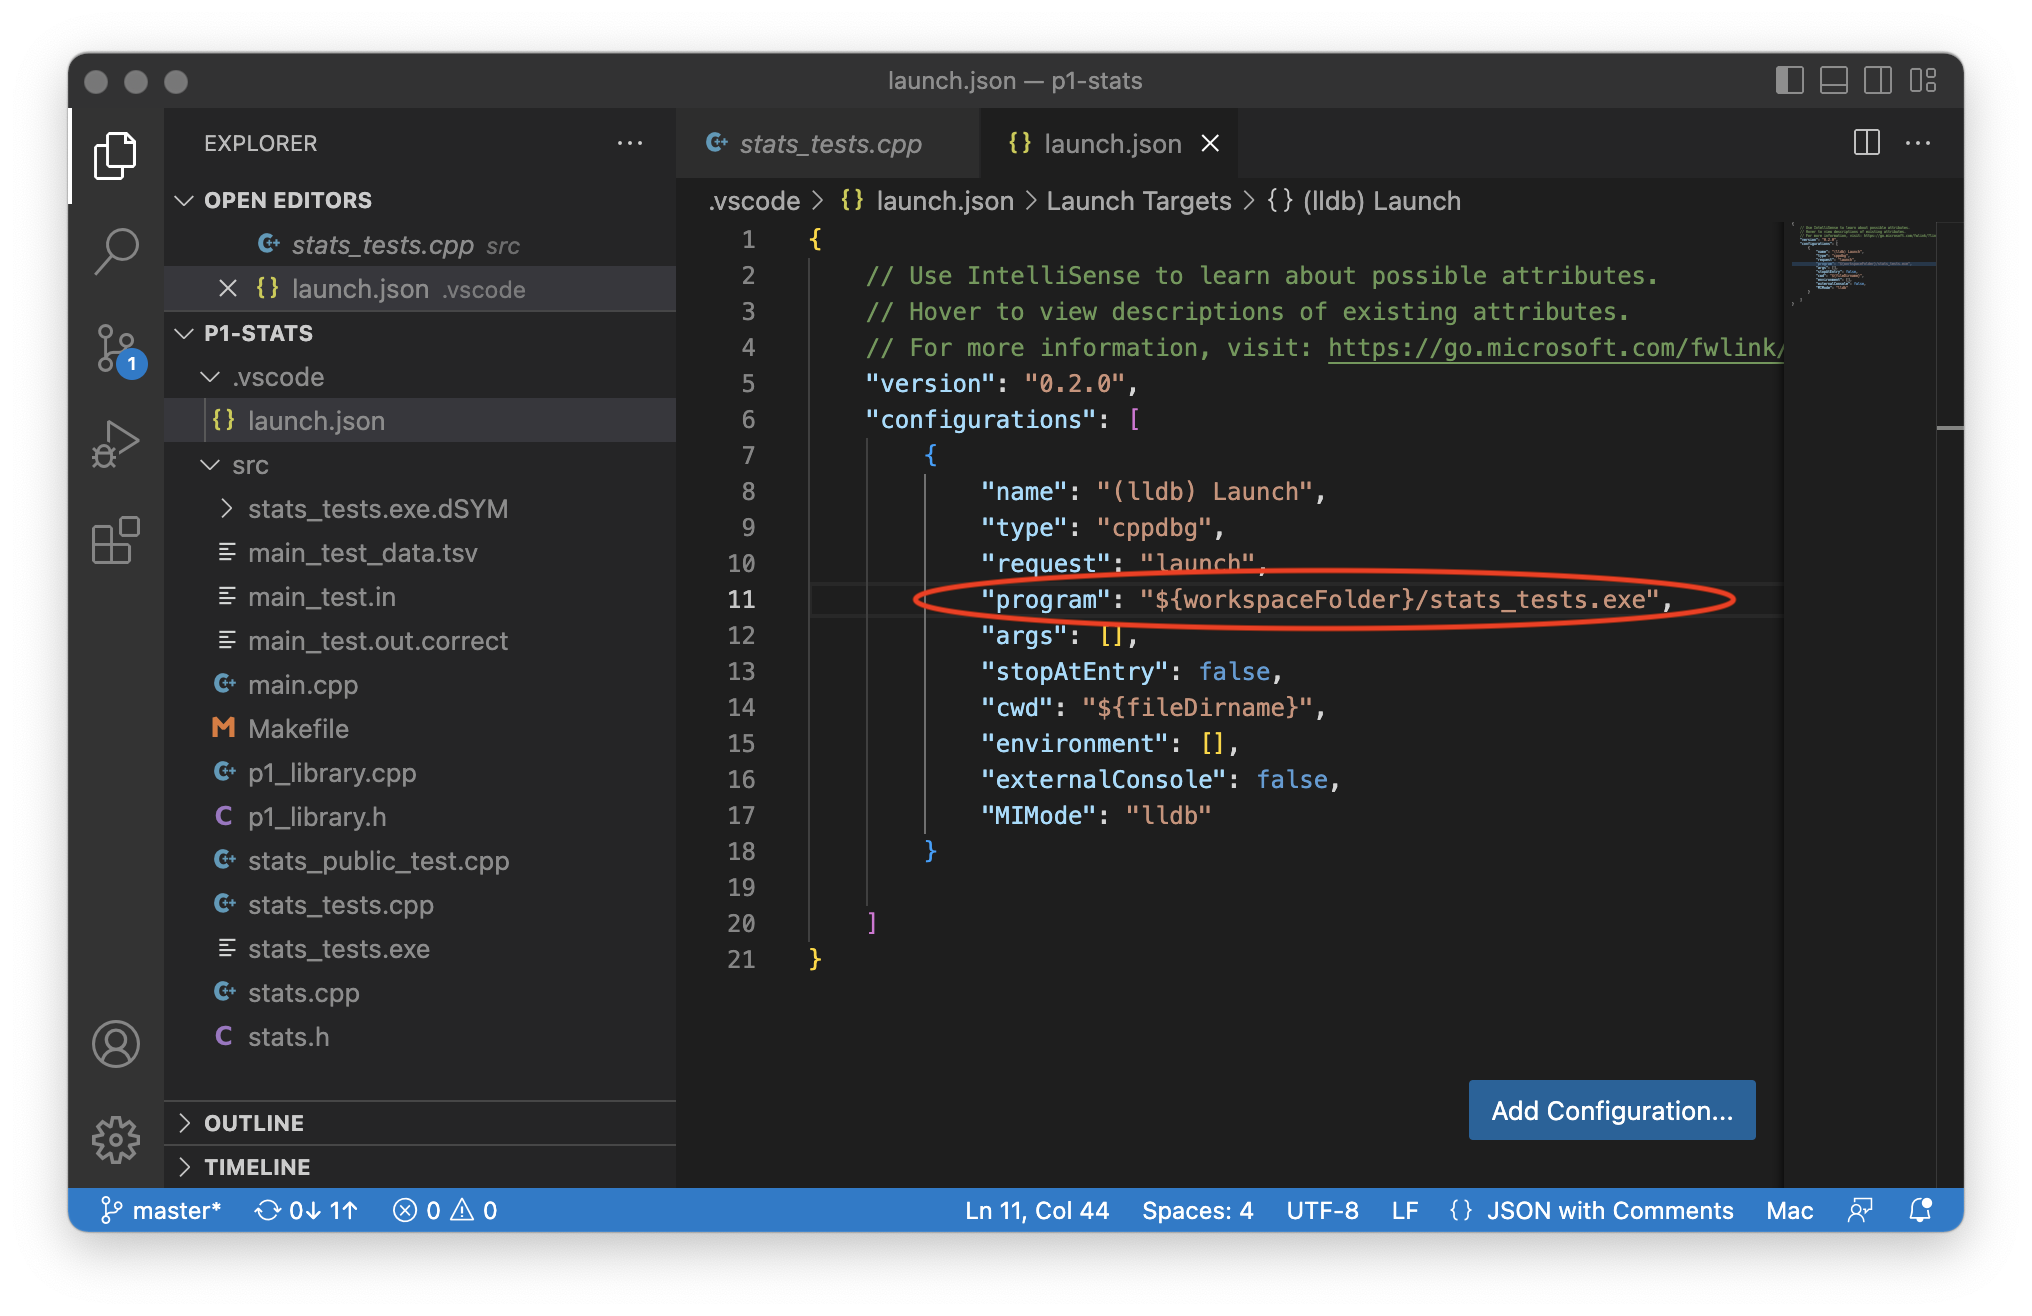 launch.json — p1-stats
EXPLORER
OPEN EDITORS
stats_tests.cpp src
launch.json .vscode
P1-STATS
.vscode
launch.json
src
stats_tests.exe.dSYM
main_test_data.tsv
main_test.in
main_test.out.correct
main.cpp
Makefile
p1_library.cpp
p1_library.h
stats_public_test.cpp
stats_tests.cpp
stats_tests.exe
stats.cpp
stats.h
OUTLINE
TIMELINE
1
stats_tests.cpp
launch.json
.vscode > {} launch.json > Launch Targets > {} (lldb) Launch
1 {
2 // Use IntelliSense to learn about possible attributes.
3 // Hover to view descriptions of existing attributes.
4 // For more information, visit: https://go.microsoft.com/fwlink/
5 "version": "0.2.0",
6 "configurations": [
7 {
8 "name": "(lldb) Launch",
9 "type": "cppdbg",
10 "request": "launch",
11 "program": "${workspaceFolder}/stats_tests.exe",
12 "args": [],
13 "stopAtEntry": false,
14 "cwd": "${fileDirname}",
15 "environment": [],
16 "externalConsole": false,
17 "MIMode": "lldb"
18 }
19
20 ]
21 }
Add Configuration...
master* 0↓ 1↑ 0 0 Ln 11, Col 44 Spaces: 4 UTF-8 LF {} JSON with Comments Mac